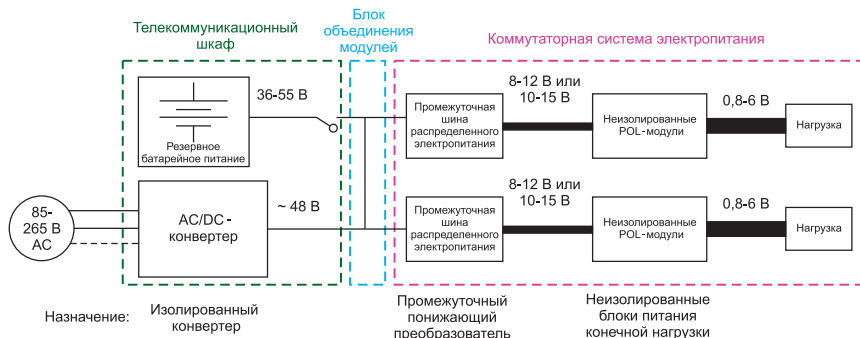 Телекоммуникационный
шкаф
Блок
объединения
модулей
Коммутаторная система электропитания
36-55 В
Резервное
батарейное питание
8-12 В или
10-15 В
0,8-6 В
Промежуточная
шина
распределенного
электропитания
Неизолированные
POL-модули
Нагрузка
85-
265 В
AC
AC/DC-
конвертер
~ 48 В
8-12 В или
10-15 В
0,8-6 В
Промежуточная
шина
распределенного
электропитания
Неизолированные
POL-модули
Нагрузка
Назначение:
Изолированный
конвертер
Промежуточный
понижающий
преобразователь
Неизолированные
блоки питания
конечной нагрузки